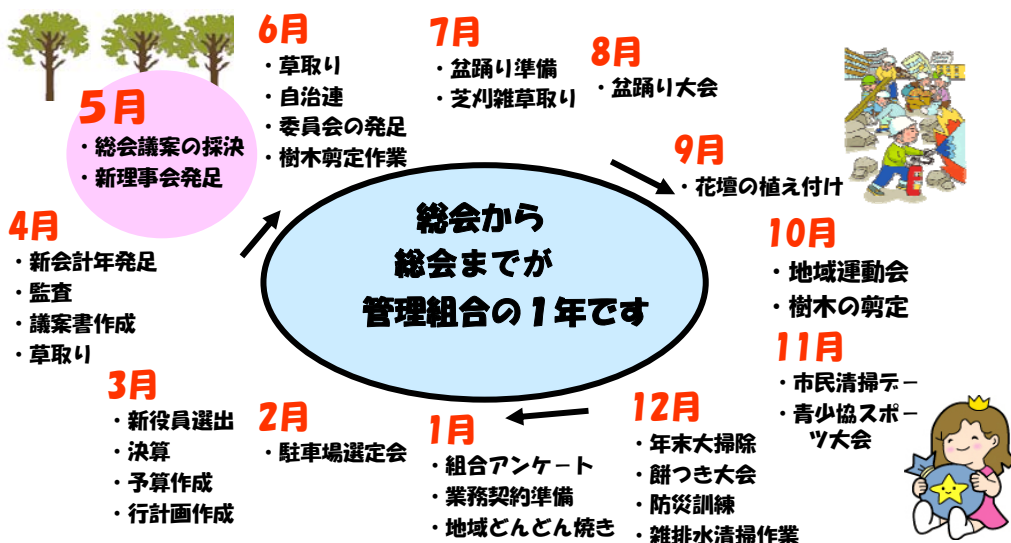 総会から
総会までが
管理組合の1年です
5月
・総会議案の採決
・新理事会発足
6月
・草取り
・自治連
・委員会の発足
・樹木剪定作業
7月
・盆踊り準備
・芝刈雑草取り
8月
・盆踊り大会
9月
・花壇の植え付け
10月
・地域運動会
・樹木の剪定
11月
・市民清掃デー
・青少協スポー
ツ大会
12月
・年末大掃除
・餅つき大会
・防災訓練
・雑排水清掃作業
1月
・組合アンケート
・業務契約準備
・地域どんどん焼き
2月
・駐車場選定会
3月
・新役員選出
・決算
・予算作成
・行計画作成
4月
・新会計年発足
・監査
・議案書作成
・草取り